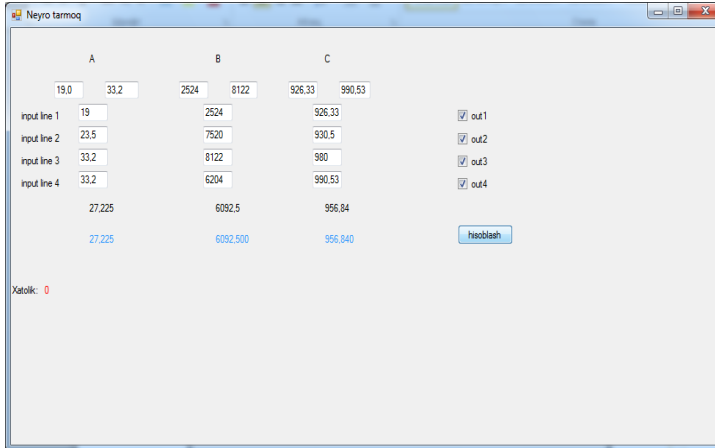 Neyro tarmoq
A B C
19,0 33,2 2524 8122 926,33 990,53
input line 1 19 2524 926,33 out1
input line 2 23,5 7520 930,5 out2
input line 3 33,2 8122 980 out3
input line 4 33,2 6204 990,53 out4
27,225 6092,5 956,84
27,225 6092,500 956,840 hisoblash
Xatolik: 0